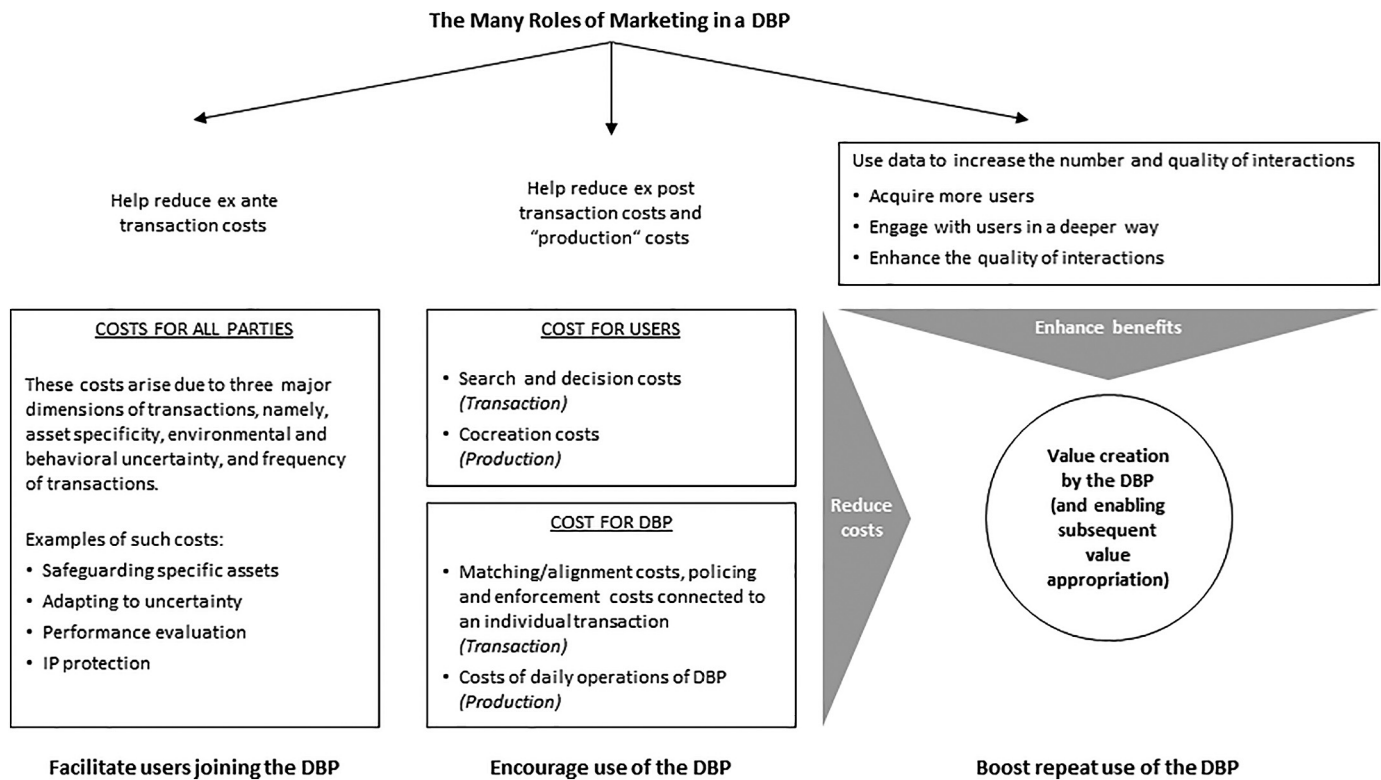 The Many Roles of Marketing in a DBP
Help reduce ex ante
transaction costs
Help reduce ex post
transaction costs and
“production“ costs
Use data to increase the number and quality of interactions
• Acquire more users
• Engage with users in a deeper way
• Enhance the quality of interactions
COSTS FOR ALL PARTIES
These costs arise due to three major
dimensions of transactions, namely,
asset specificity, environmental and
behavioral uncertainty, and frequency
of transactions.
Examples of such costs:
• Safeguarding specific assets
• Adapting to uncertainty
• Performance evaluation
• IP protection
COST FOR USERS
• Search and decision costs
(Transaction)
• Cocreation costs
(Production)
COST FOR DBP
• Matching/alignment costs, policing
and enforcement costs connected to
an individual transaction
(Transaction)
• Costs of daily operations of DBP
(Production)
Reduce
costs
Enhance benefits
Value creation
by the DBP
(and enabling
subsequent
value
appropriation)
Facilitate users joining the DBP
Encourage use of the DBP
Boost repeat use of the DBP